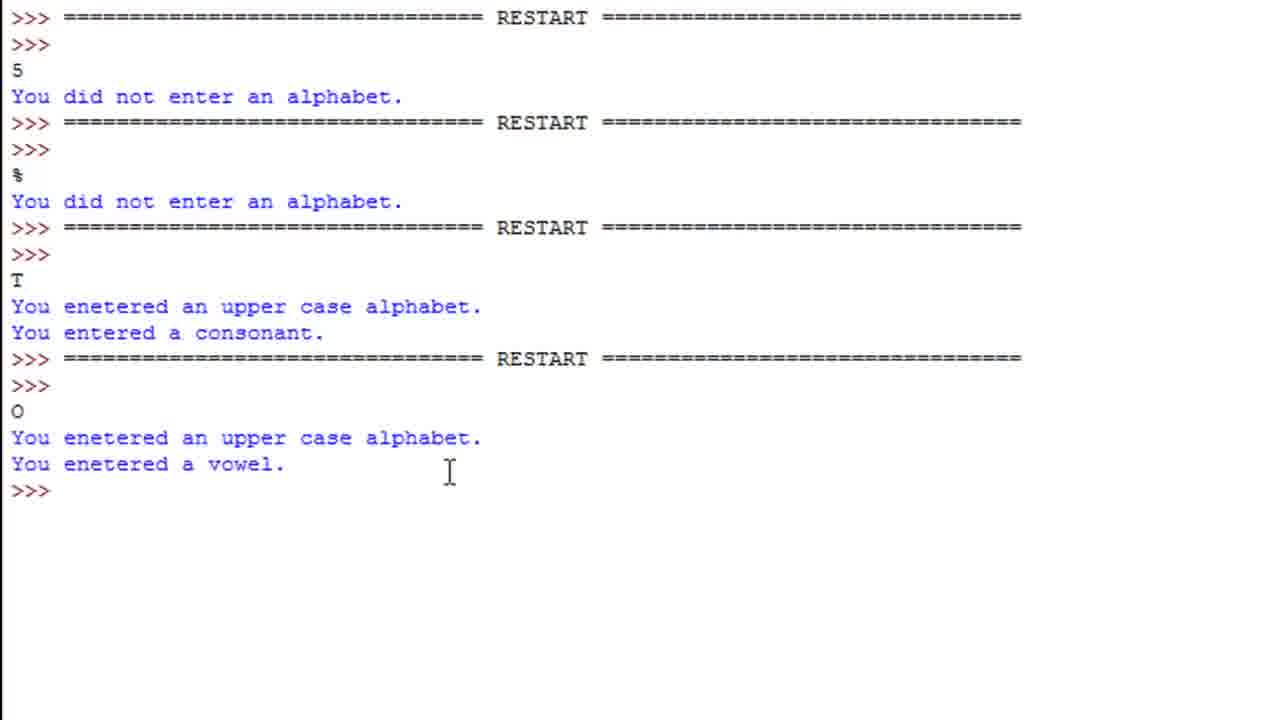 >>> ================================ RESTART ================================
>>>
5
You did not enter an alphabet.
>>> ================================ RESTART ================================
>>>
%
You did not enter an alphabet.
>>> ================================ RESTART ================================
>>>
T
You enetered an upper case alphabet.
You entered a consonant.
>>> ================================ RESTART ================================
>>>
O
You enetered an upper case alphabet.
You enetered a vowel.
>>>